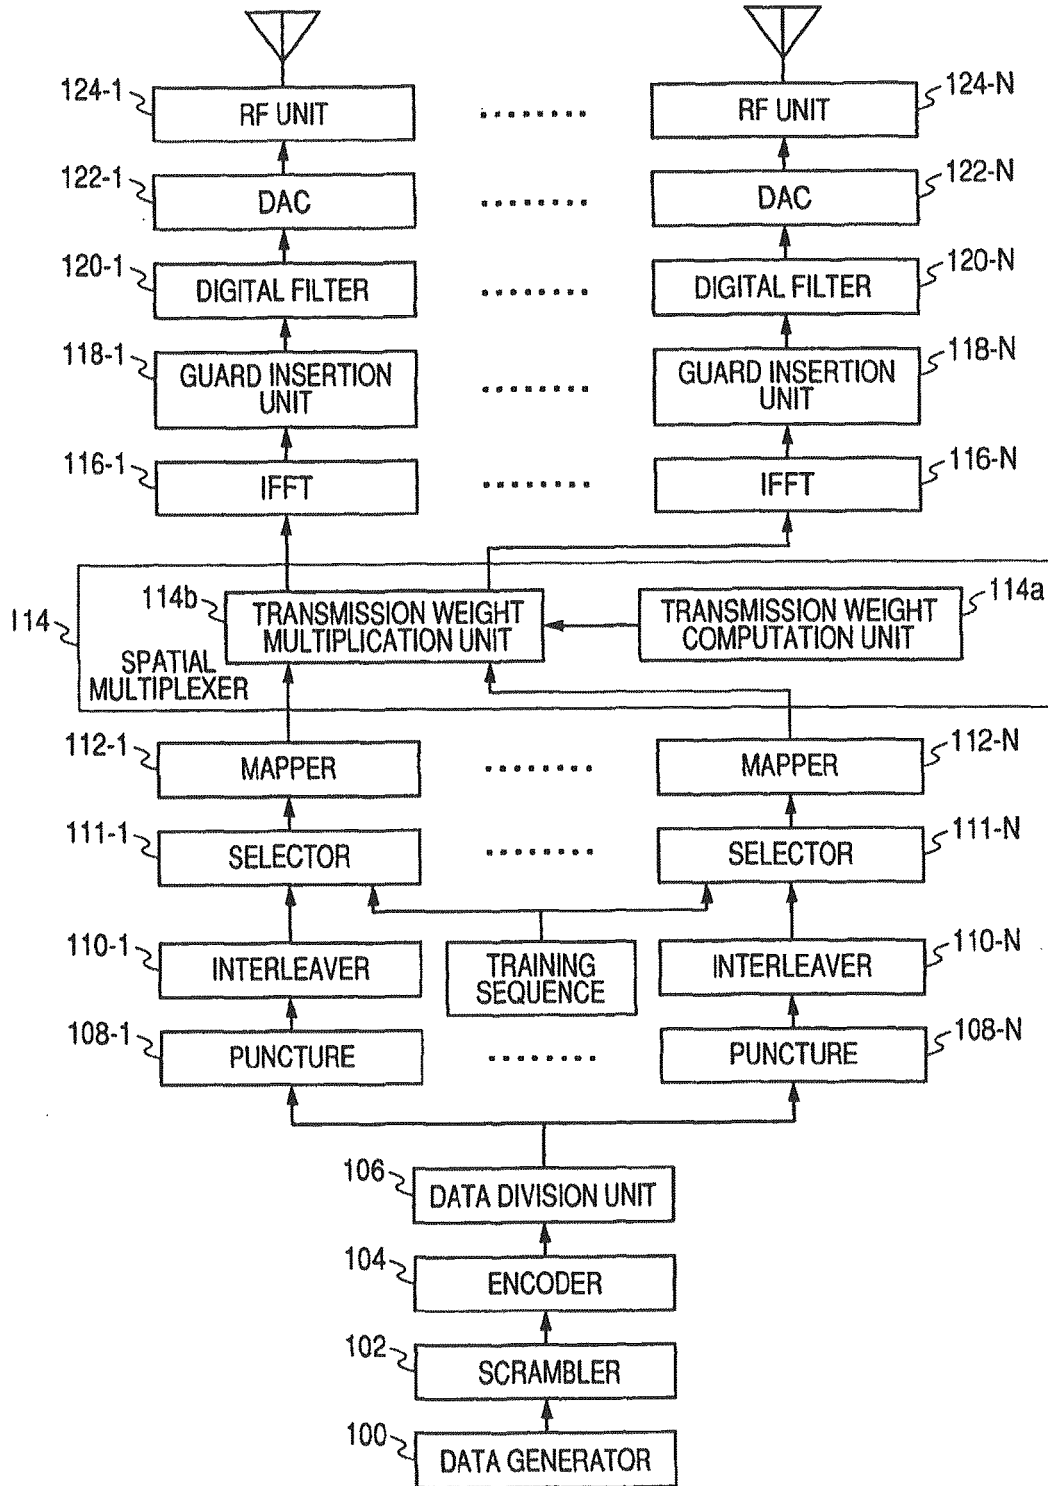 124-1
RF UNIT
RF UNIT
124-N
122-1
DAC
DAC
122-N
120-1
DIGITAL FILTER
DIGITAL FILTER
120-N
118-1
GUARD INSERTION
UNIT
GUARD INSERTION
UNIT
118-N
116-1
IFFT
IFFT
116-N
114
SPATIAL
MULTIPLEXER
114b
TRANSMISSION WEIGHT
MULTIPLICATION UNIT
TRANSMISSION WEIGHT
COMPUTATION UNIT
114a
112-1
MAPPER
MAPPER
112-N
111-1
SELECTOR
SELECTOR
111-N
110-1
INTERLEAVER
TRAINING
SEQUENCE
INTERLEAVER
110-N
108-1
PUNCTURE
PUNCTURE
108-N
106
DATA DIVISION UNIT
104
ENCODER
102
SCRAMBLER
100
DATA GENERATOR